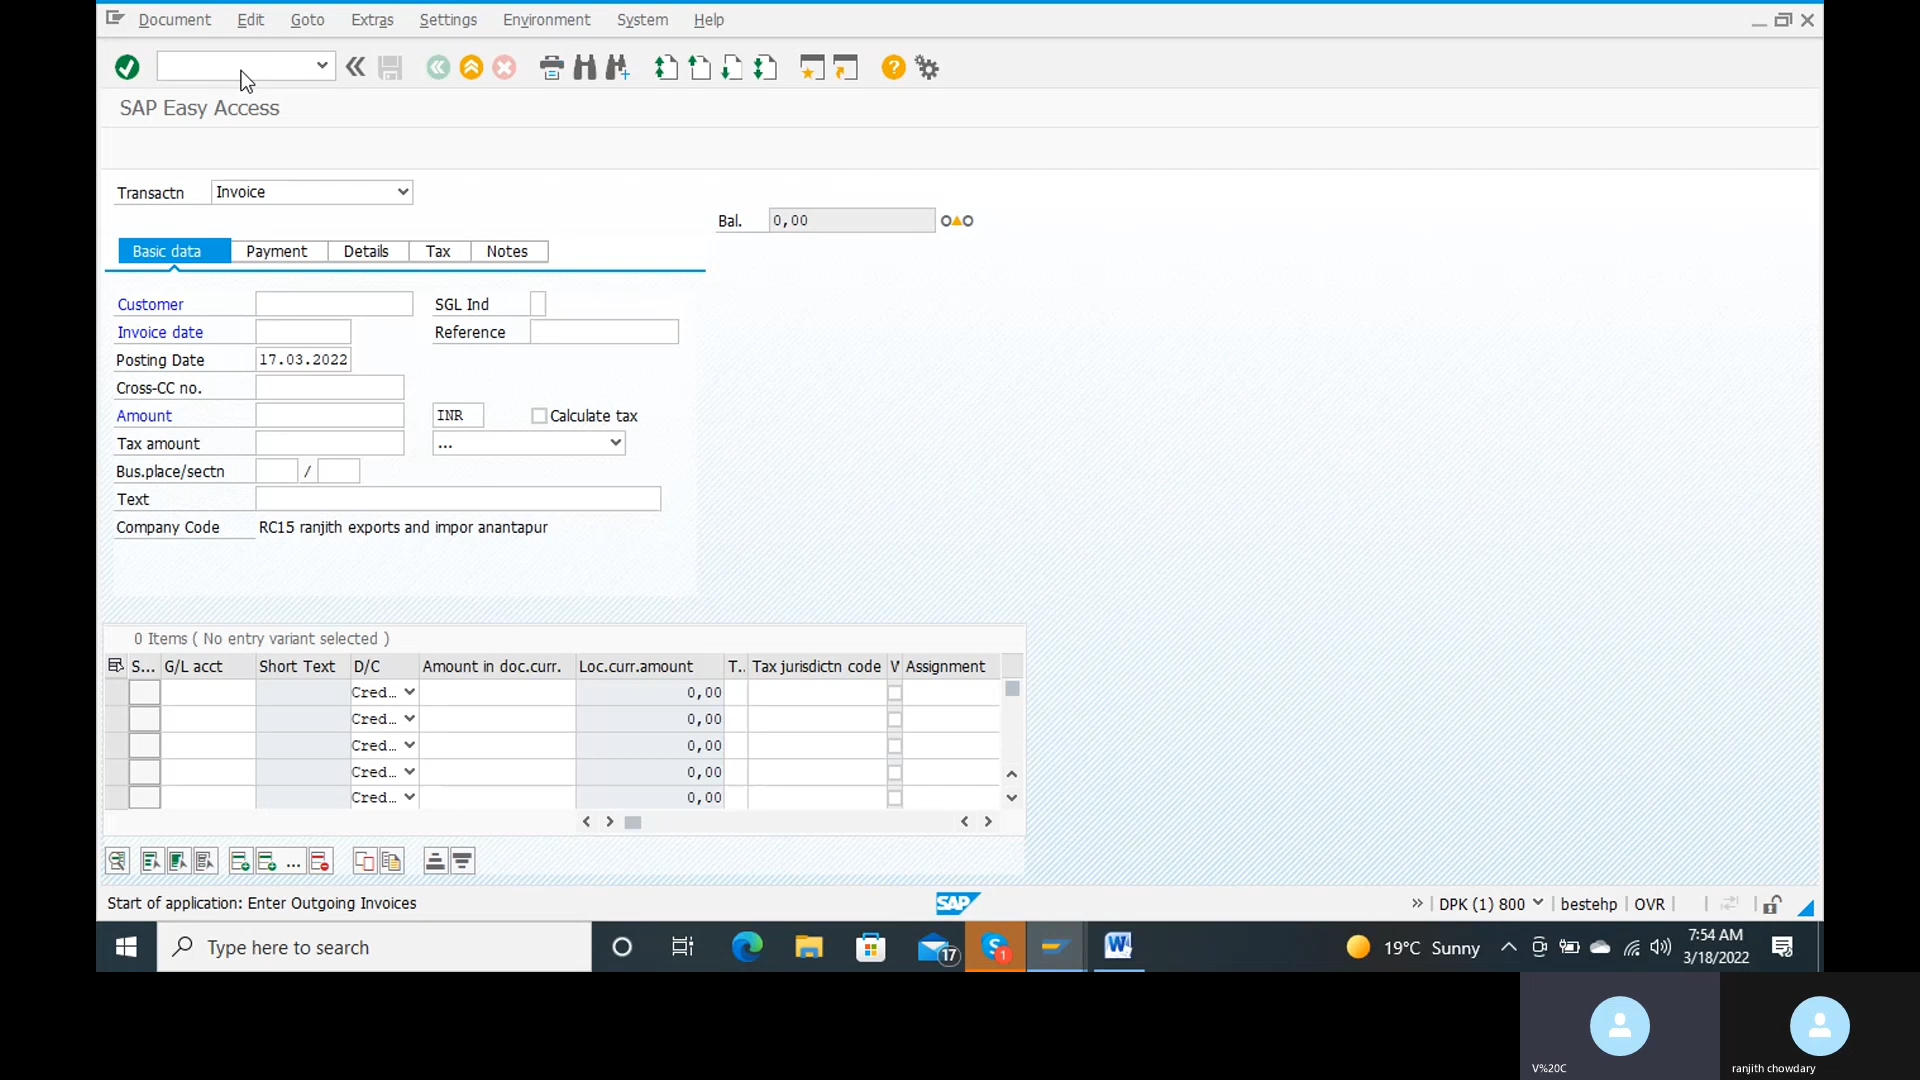 Document Edit Goto Extras Settings Environment System Help
SAP Easy Access
Transactn Invoice
Bal. 0,00
Basic data Payment Details Tax Notes
Customer SGL Ind
Invoice date Reference
Posting Date 17.03.2022
Cross-CC no.
Amount INR Calculate tax
Tax amount ...
Bus.place/sectn /
Text
Company Code RC15 ranjith exports and impor anantapur
0 Items ( No entry variant selected )
S... G/L acct Short Text D/C Amount in doc.curr. Loc.curr.amount T.. Tax jurisdictn code V Assignment
Cred... 0,00
Cred... 0,00
Cred... 0,00
Cred... 0,00
Cred... 0,00
...
Start of application: Enter Outgoing Invoices SAP DPK (1) 800 bestehp OVR
Type here to search 17 S 1 W 19°C Sunny 7:54 AM
3/18/2022
V%20C ranjith chowdary